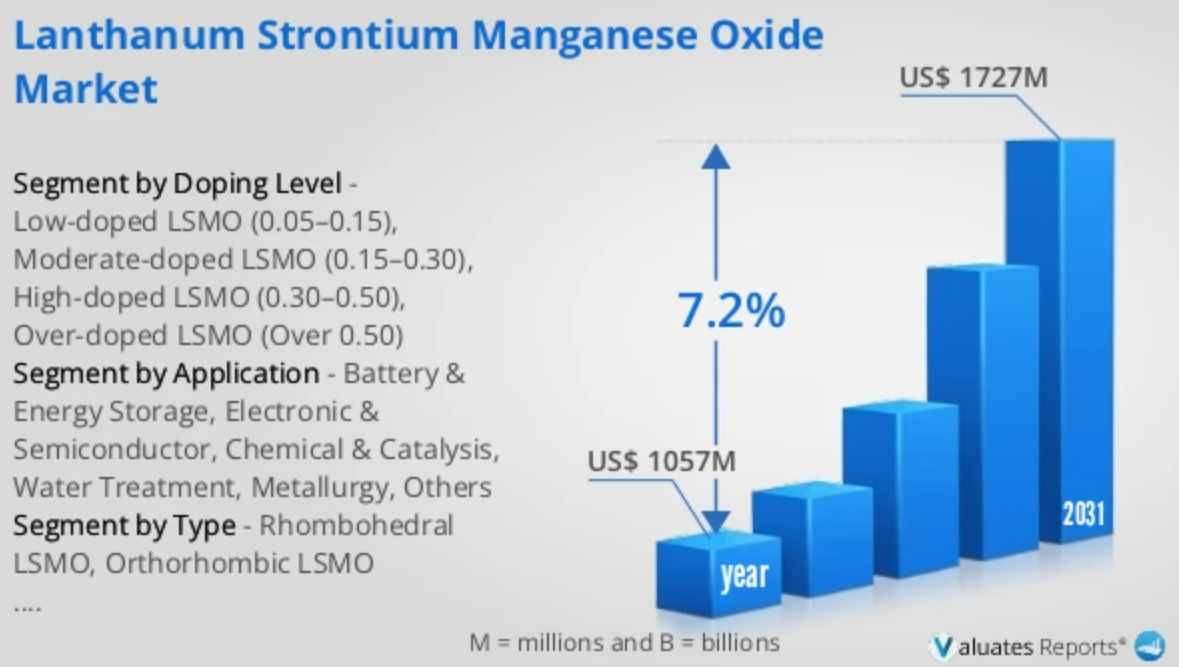 Lanthanum Strontium Manganese Oxide
Market
US$ 1727M
Segment by Doping Level -
Low-doped LSMO (0.05–0.15),
Moderate-doped LSMO (0.15–0.30),
High-doped LSMO (0.30–0.50),
Over-doped LSMO (Over 0.50)
Segment by Application - Battery &
Energy Storage, Electronic &
Semiconductor, Chemical & Catalysis,
Water Treatment, Metallurgy, Others
Segment by Type - Rhombohedral
LSMO, Orthorhombic LSMO
....
7.2%
US$ 1057M
year
2031
M = millions and B = billions
Valuates Reports®